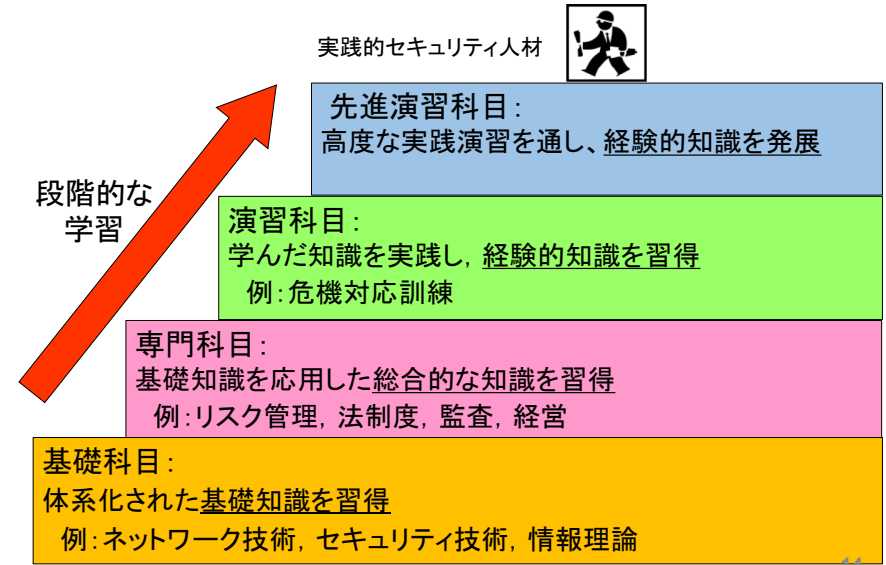 実践的セキュリティ人材
先進演習科目：
高度な実践演習を通し、経験的知識を発展
段階的な
学習
演習科目：
学んだ知識を実践し，経験的知識を習得
例：危機対応訓練
専門科目：
基礎知識を応用した総合的な知識を習得
例：リスク管理，法制度，監査，経営
基礎科目：
体系化された基礎知識を習得
例：ネットワーク技術，セキュリティ技術，情報理論